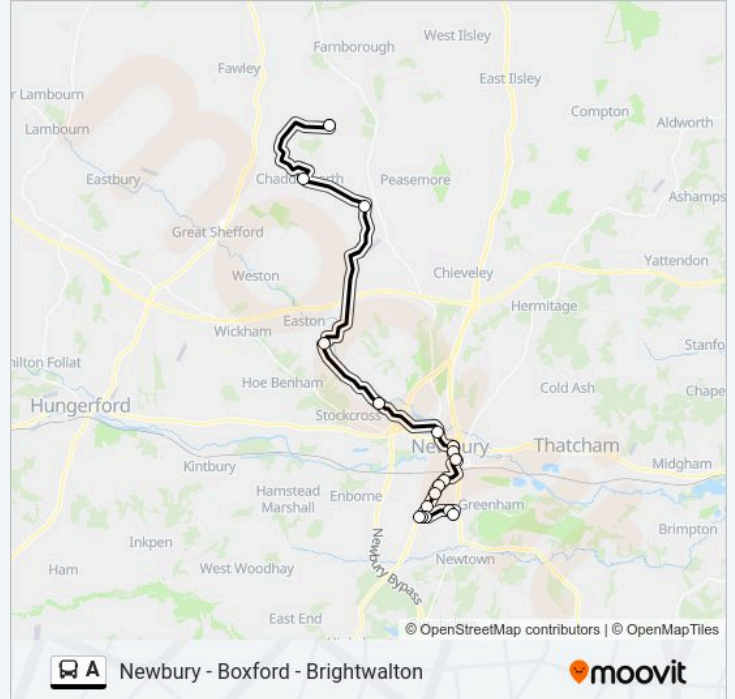 West Ilsley
Farnborough
Fawley
East Ilsley
r Lambourn
Compton
Aldworth
Lambourn
Eastbury
Peasemore
Ashamps
Great Shefford
Yattendon
Weston
Chieveley
Hermitage
Easton
Wickham
Stanfo
ilton Foliat
Hoe Benham
Cold Ash
Chape
Hungerford
Stockcross
Newbury
Thatcham
Midgham
Kintbury
Hamstead
Marshall
Enborne
Greenham
Brimpton
Inkpen
Newbury Bypass
Newtown
Ham
West Woodhay
East End
© OpenStreetMap contributors | © OpenMapTiles
A Newbury - Boxford - Brightwalton
moovit